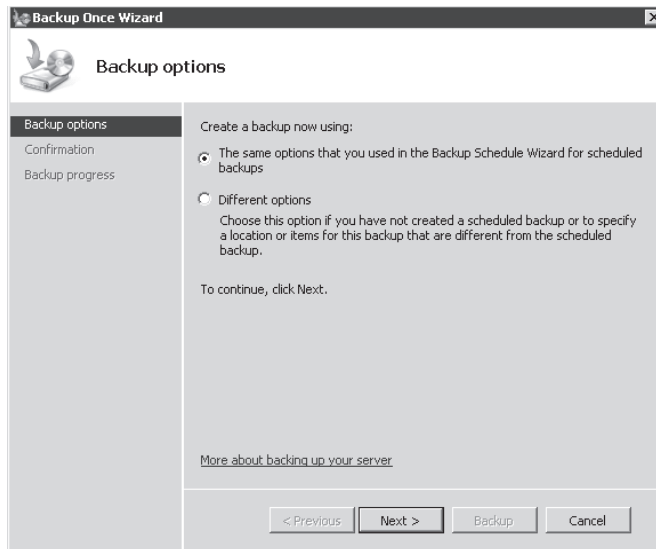 Backup Once Wizard
Backup options
Backup options
Confirmation
Backup progress
Create a backup now using:
The same options that you used in the Backup Schedule Wizard for scheduled
backups
Different options
Choose this option if you have not created a scheduled backup or to specify
a location or items for this backup that are different from the scheduled
backup.
To continue, click Next.
More about backing up your server
< Previous
Next >
Backup
Cancel